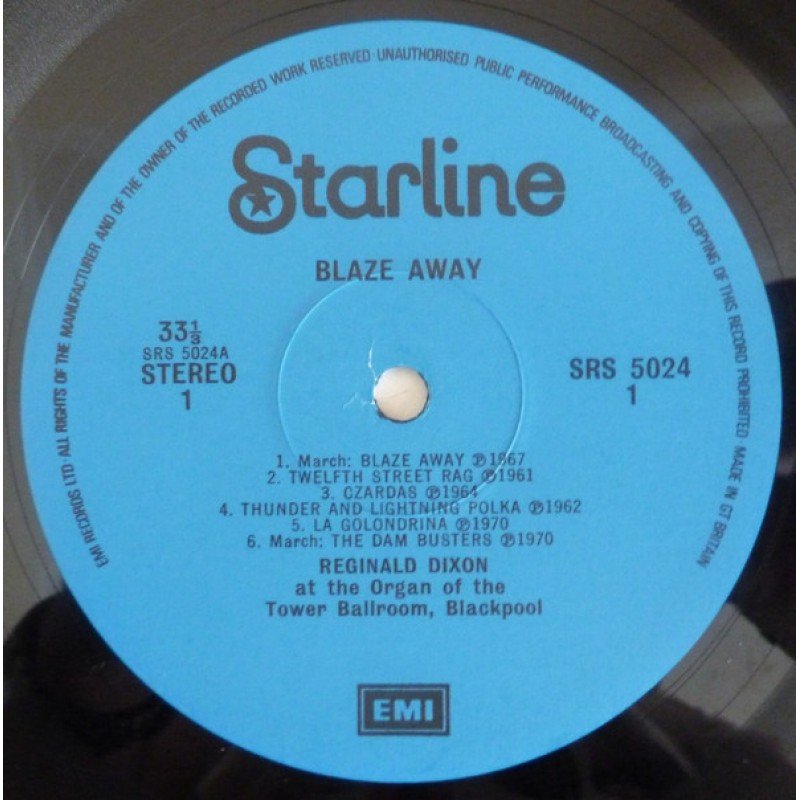 EMI RECORDS LTD · ALL RIGHTS OF THE MANUFACTURER AND OF THE OWNER OF THE RECORDED WORK RESERVED · UNAUTHORISED PUBLIC PERFORMANCE BROADCASTING AND COPYING OF THIS RECORD PROHIBITED MADE IN GT BRITAIN
Starline
BLAZE AWAY
33⅓
SRS 5024A
STEREO
1
SRS 5024
1
1. March: BLAZE AWAY ℗1967
2. TWELFTH STREET RAG ℗1961
3. CZARDAS ℗1964
4. THUNDER AND LIGHTNING POLKA ℗1962
5. LA GOLONDRINA ℗1970
6. March: THE DAM BUSTERS ℗1970
REGINALD DIXON
at the Organ of the
Tower Ballroom, Blackpool
EMI